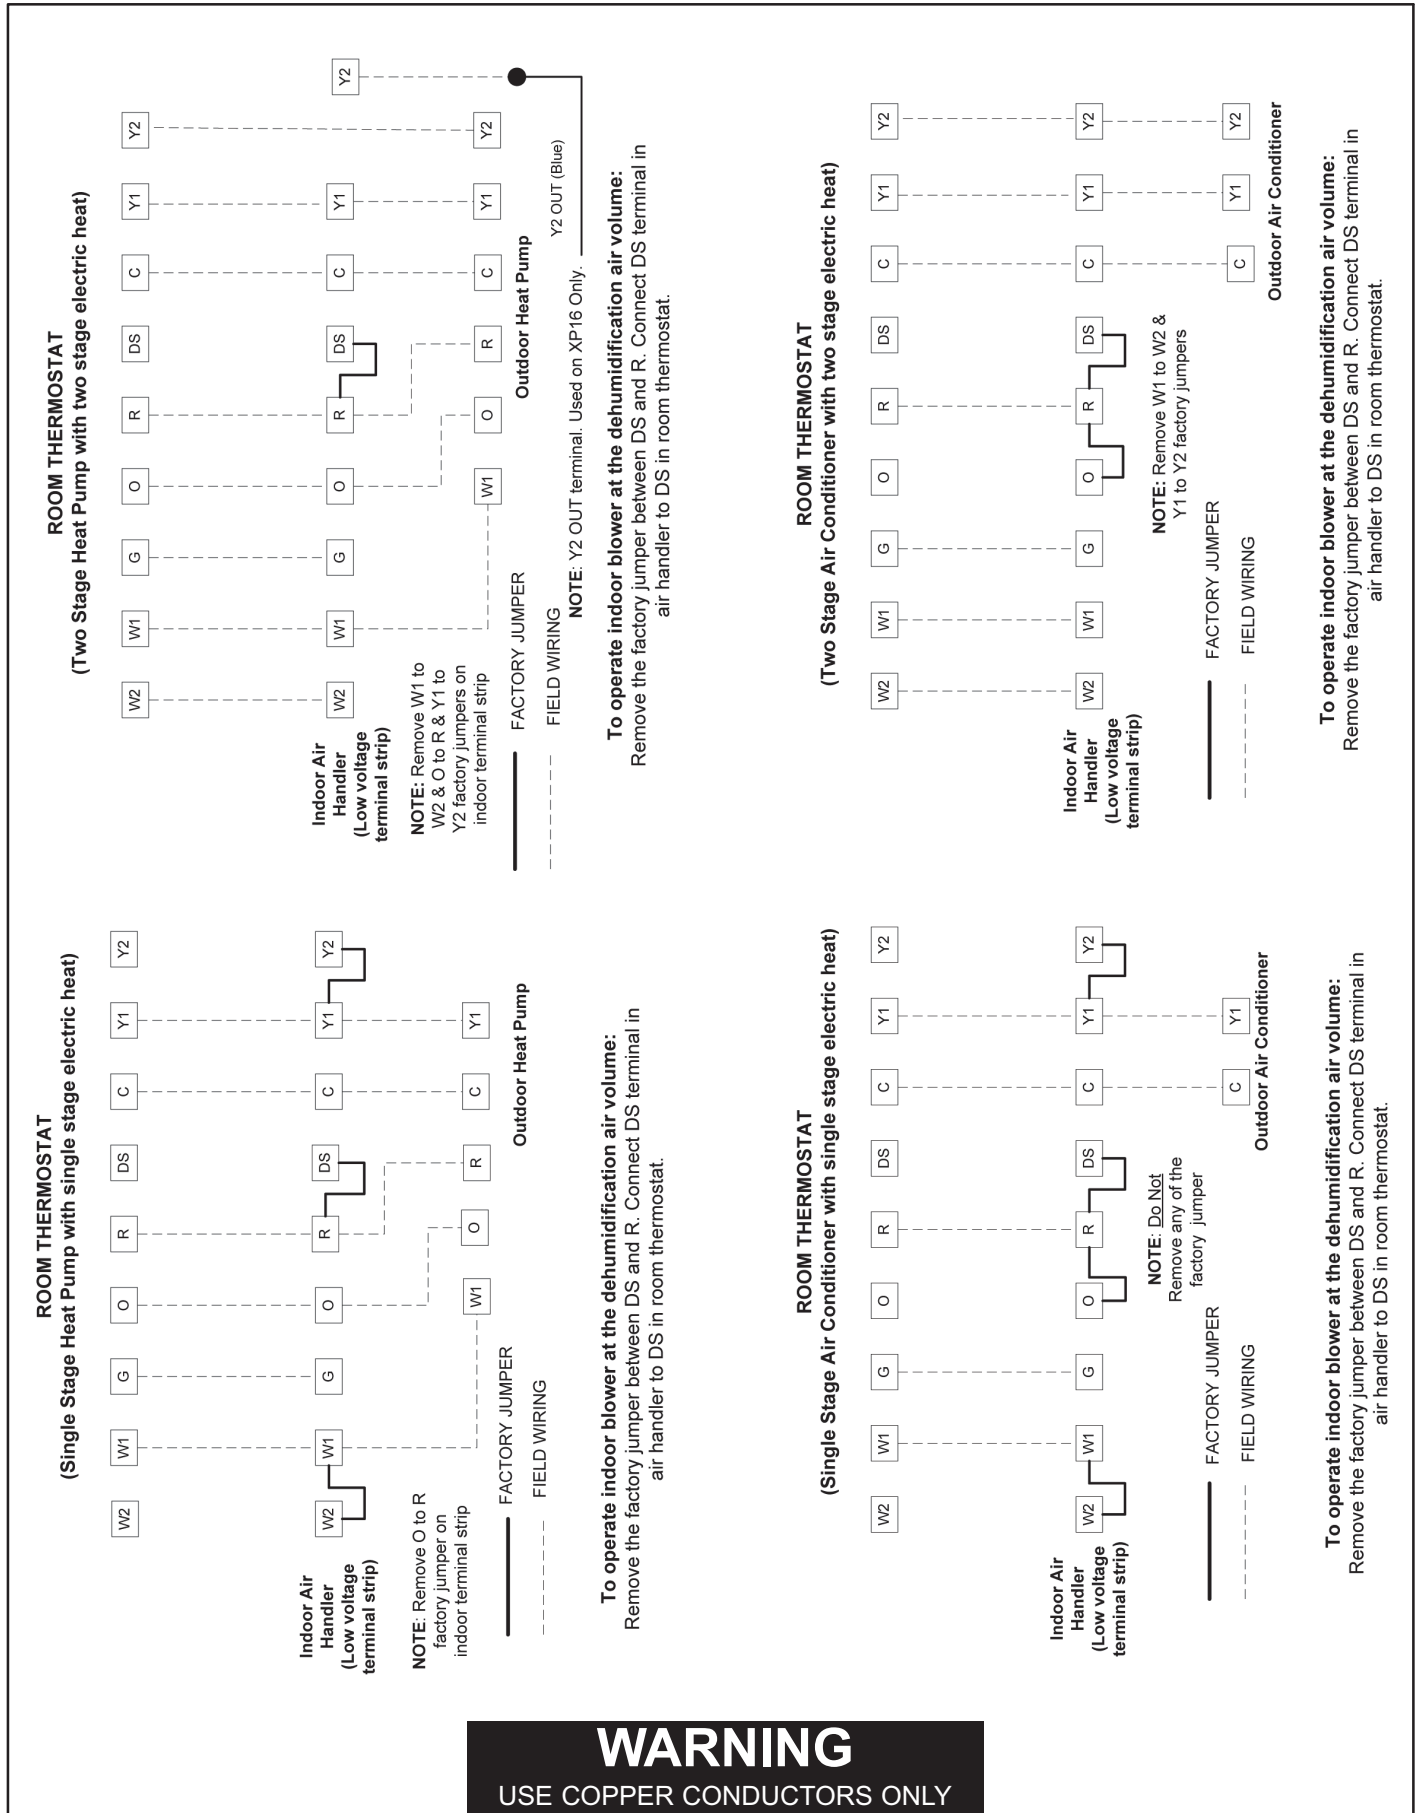 ROOM THERMOSTAT
(Single Stage Heat Pump with single stage electric heat)
W2 W1 G O R DS C Y1 Y2
Indoor Air
Handler
(Low voltage
terminal strip)
W2 W1 G O R DS C Y1 Y2
W1 O R C Y1
Outdoor Heat Pump
NOTE: Remove O to R
factory jumper on
indoor terminal strip
FACTORY JUMPER
FIELD WIRING
To operate indoor blower at the dehumidification air volume:
Remove the factory jumper between DS and R. Connect DS terminal in
air handler to DS in room thermostat.
ROOM THERMOSTAT
(Two Stage Heat Pump with two stage electric heat)
W2 W1 G O R DS C Y1 Y2
Indoor Air
Handler
(Low voltage
terminal strip)
W2 W1 G O R DS C Y1 Y2
W1 O R C Y1 Y2
Outdoor Heat Pump
NOTE: Remove W1 to
W2 & O to R & Y1 to
Y2 factory jumpers on
indoor terminal strip
FACTORY JUMPER
FIELD WIRING
Y2 OUT (Blue)
NOTE: Y2 OUT terminal. Used on XP16 Only.
To operate indoor blower at the dehumidification air volume:
Remove the factory jumper between DS and R. Connect DS terminal in
air handler to DS in room thermostat.
ROOM THERMOSTAT
(Single Stage Air Conditioner with single stage electric heat)
W2 W1 G O R DS C Y1 Y2
Indoor Air
Handler
(Low voltage
terminal strip)
W2 W1 G O R DS C Y1 Y2
NOTE: Do Not
Remove any of the
factory jumper
C Y1
Outdoor Air Conditioner
FACTORY JUMPER
FIELD WIRING
To operate indoor blower at the dehumidification air volume:
Remove the factory jumper between DS and R. Connect DS terminal in
air handler to DS in room thermostat.
ROOM THERMOSTAT
(Two Stage Air Conditioner with two stage electric heat)
W2 W1 G O R DS C Y1 Y2
Indoor Air
Handler
(Low voltage
terminal strip)
W2 W1 G O R DS C Y1 Y2
NOTE: Remove W1 to W2 &
Y1 to Y2 factory jumpers
C Y1 Y2
Outdoor Air Conditioner
FACTORY JUMPER
FIELD WIRING
To operate indoor blower at the dehumidification air volume:
Remove the factory jumper between DS and R. Connect DS terminal in
air handler to DS in room thermostat.
WARNING
USE COPPER CONDUCTORS ONLY